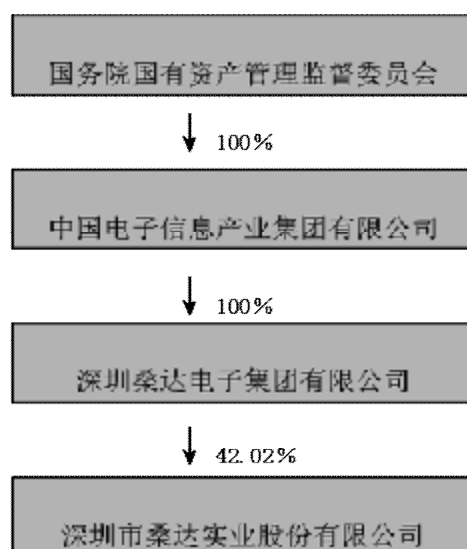 国务院国有资产管理监督委员会
100%
中国电子信息产业集团有限公司
100%
深圳桑达电子集团有限公司
42.02%
深圳市桑达实业股份有限公司